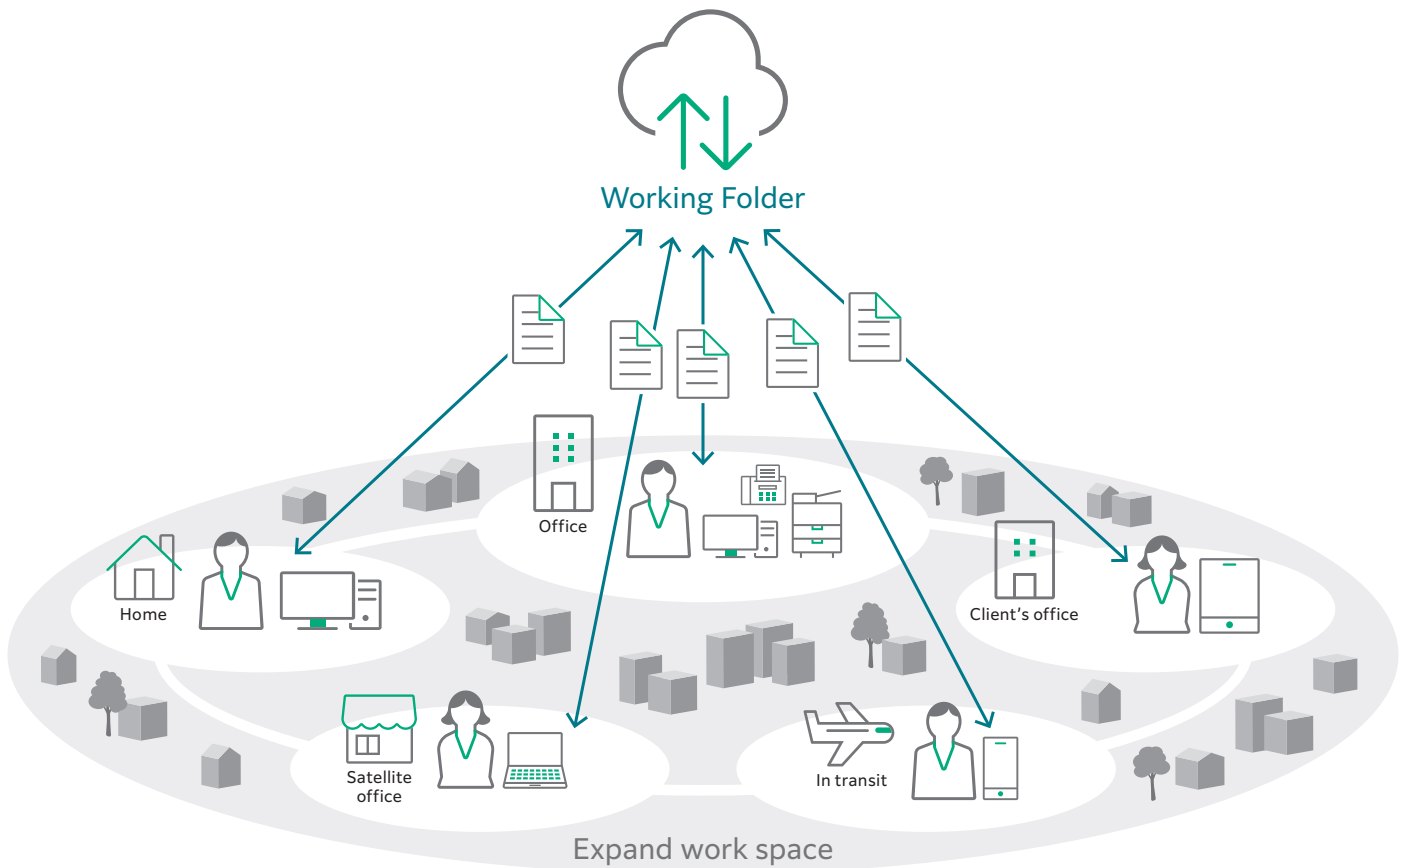 Working Folder
Office
Home
Client's office
Satellite
office
In transit
Expand work space